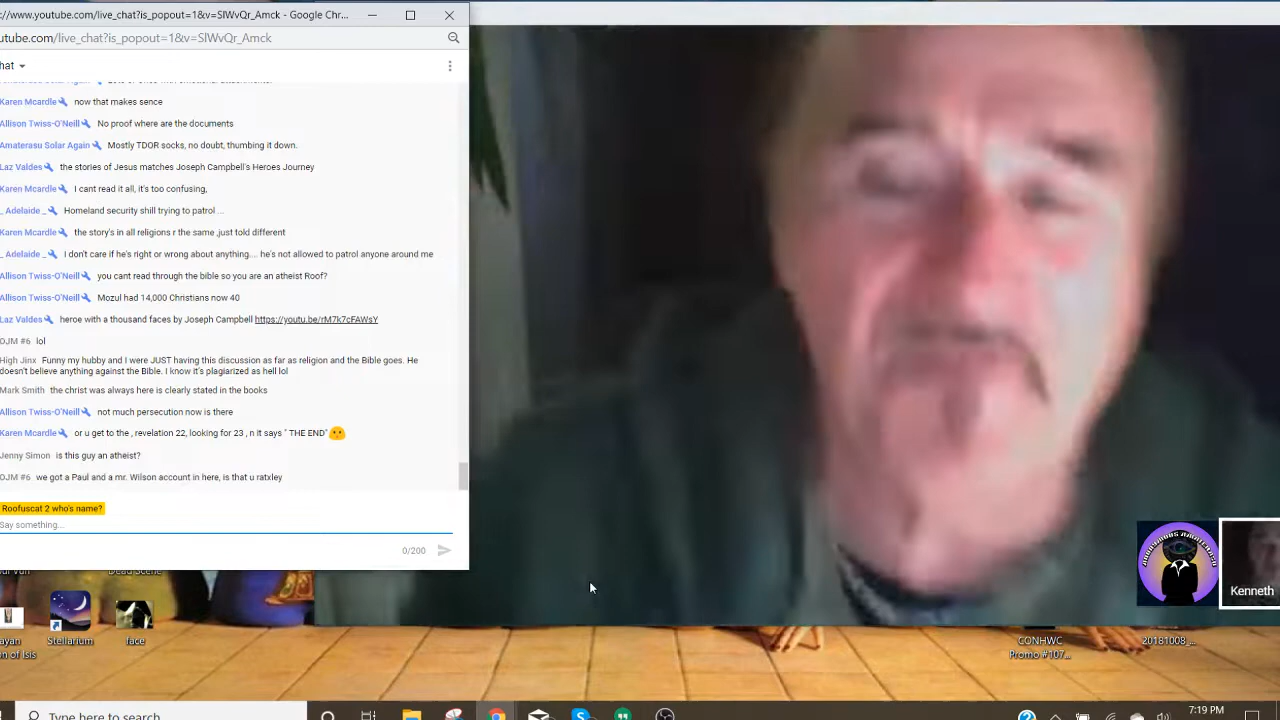 ://www.youtube.com/live_chat?is_popout=1&v=SlWvQr_Amck - Google Chr...
utube.com/live_chat?is_popout=1&v=SlWvQr_Amck
hat
Karen Mcardle now that makes sence
Allison Twiss-O'Neill No proof where are the documents
Amaterasu Solar Again Mostly TDOR socks, no doubt, thumbing it down.
Laz Valdes the stories of Jesus matches Joseph Campbell's Heroes Journey
Karen Mcardle I cant read it all, it's too confusing,
_ Adelaide _ Homeland security shill trying to patrol ...
Karen Mcardle the story's in all religions r the same ,just told different
_ Adelaide _ I don't care if he's right or wrong about anything.... he's not allowed to patrol anyone around me
Allison Twiss-O'Neill you cant read through the bible so you are an atheist Roof?
Allison Twiss-O'Neill Mozul had 14,000 Christians now 40
Laz Valdes heroe with a thousand faces by Joseph Campbell https://youtu.be/rM7k7cFAWsY
DJM #6 lol
High Jinx Funny my hubby and I were JUST having this discussion as far as religion and the Bible goes. He
doesn't believe anything against the Bible. I know it's plagiarized as hell lol
Mark Smith the christ was always here is clearly stated in the books
Allison Twiss-O'Neill not much persecution now is there
Karen Mcardle or u get to the , revelation 22, looking for 23 , n it says " THE END"
Jenny Simon is this guy an atheist?
DJM #6 we got a Paul and a mr. Wilson account in here, is that u ratxley
Roofuscat 2 who's name?
Say something...
0/200
Kenneth
Dead Scene
ayan
on of Isis
Stellarium
face
CONHWC
Promo #107...
20181008_...
Type here to search
7:19 PM